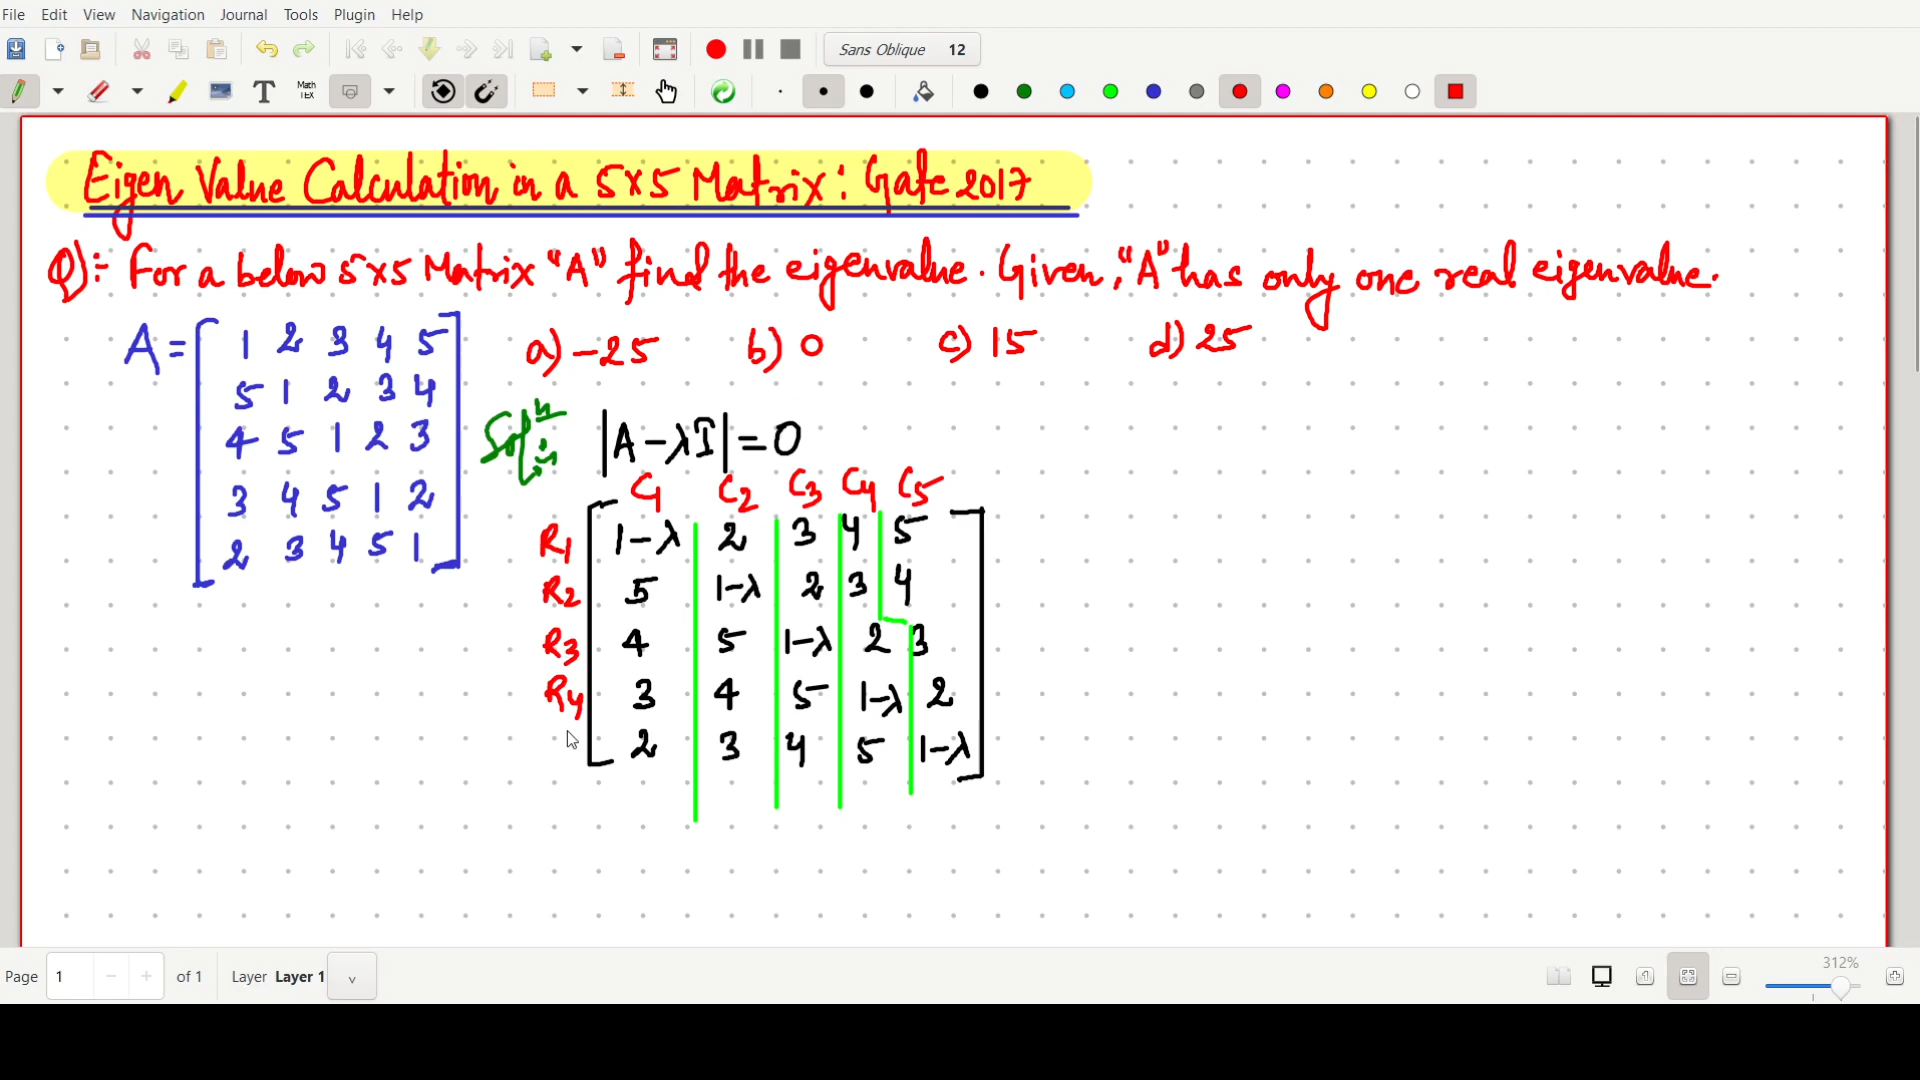 File Edit View Navigation Journal Tools Plugin Help
Sans Oblique 12
T Math TEX
Eigen Value Calculation in a 5x5 Matrix: Gate 2017
Q):- For a below 5x5 Matrix "A" find the eigenvalue. Given, "A" has only one real eigenvalue.
A = [ 1 2 3 4 5
5 1 2 3 4
4 5 1 2 3
3 4 5 1 2
2 3 4 5 1 ]
a) -25 b) 0 c) 15 d) 25
Solⁿ:
|A - λI| = 0
C1 C2 C3 C4 C5
R1 1-λ 2 3 4 5
R2 5 1-λ 2 3 4
R3 4 5 1-λ 2 3
R4 3 4 5 1-λ 2
2 3 4 5 1-λ
Page 1 of 1 Layer Layer 1 312%